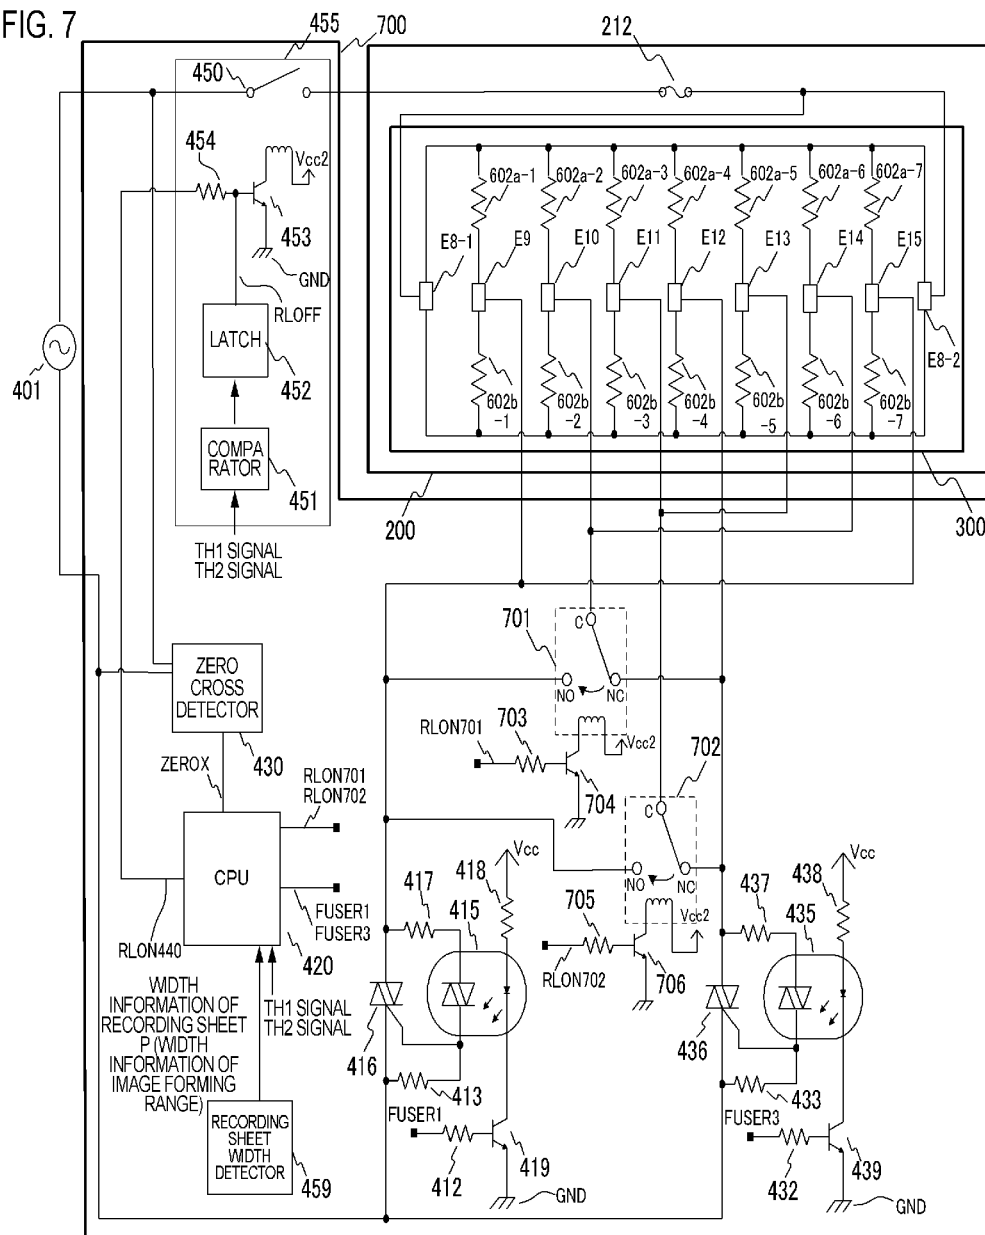 FIG. 7
455
700
212
450
454
Vcc2
453
GND
RLOFF
LATCH
452
401
COMPA
RATOR
451
TH1 SIGNAL
TH2 SIGNAL
602a-1
602a-2
602a-3
602a-4
602a-5
602a-6
602a-7
E8-1
E9
E10
E11
E12
E13
E14
E15
E8-2
602b
-1
602b
-2
602b
-3
602b
-4
602b
-5
602b
-6
602b
-7
200
300
701
C
NO
NC
ZERO
CROSS
DETECTOR
430
ZEROX
RLON701
703
Vcc2
704
702
C
NO
NC
RLON701
RLON702
CPU
FUSER1
FUSER3
420
RLON440
Vcc
418
417
415
705
RLON702
Vcc2
706
Vcc
438
437
435
WIDTH
INFORMATION OF
RECORDING SHEET
P (WIDTH
INFORMATION OF
IMAGE FORMING
RANGE)
TH1 SIGNAL
TH2 SIGNAL
416
413
436
433
RECORDING
SHEET
WIDTH
DETECTOR
459
FUSER1
412
419
GND
FUSER3
432
439
GND